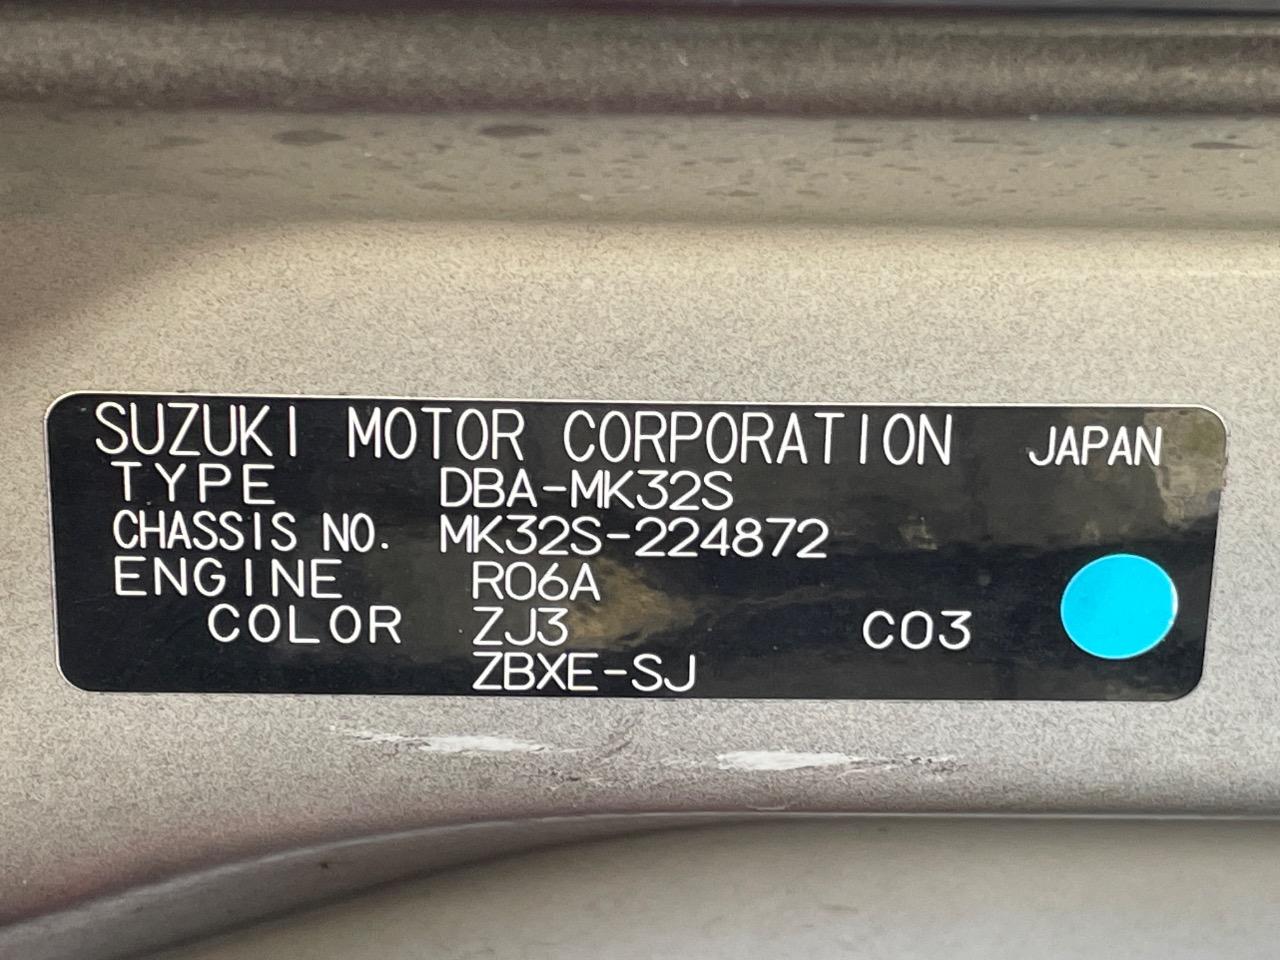 SUZUKI MOTOR CORPORATION JAPAN
TYPE DBA-MK32S
CHASSIS NO. MK32S-224872
ENGINE R06A
COLOR ZJ3 C03
ZBXE-SJ